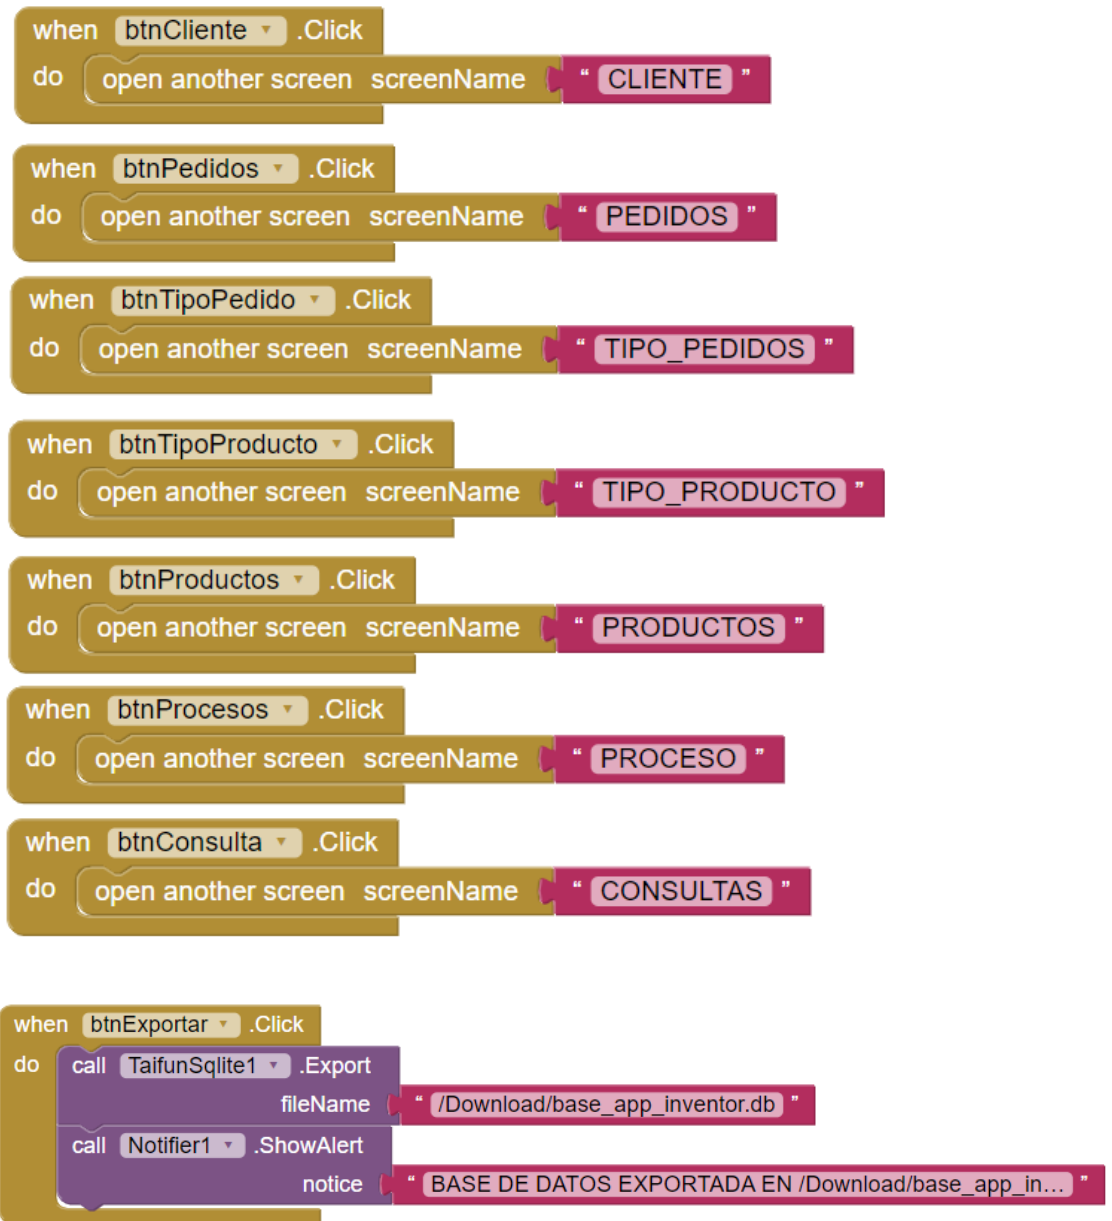 when btnCliente .Click
do open another screen screenName " CLIENTE "
when btnPedidos .Click
do open another screen screenName " PEDIDOS "
when btnTipoPedido .Click
do open another screen screenName " TIPO_PEDIDOS "
when btnTipoProducto .Click
do open another screen screenName " TIPO_PRODUCTO "
when btnProductos .Click
do open another screen screenName " PRODUCTOS "
when btnProcesos .Click
do open another screen screenName " PROCESO "
when btnConsulta .Click
do open another screen screenName " CONSULTAS "
when btnExportar .Click
do call TaifunSqlite1 .Export
fileName " /Download/base_app_inventor.db "
call Notifier1 .ShowAlert
notice " BASE DE DATOS EXPORTADA EN /Download/base_app_in... "